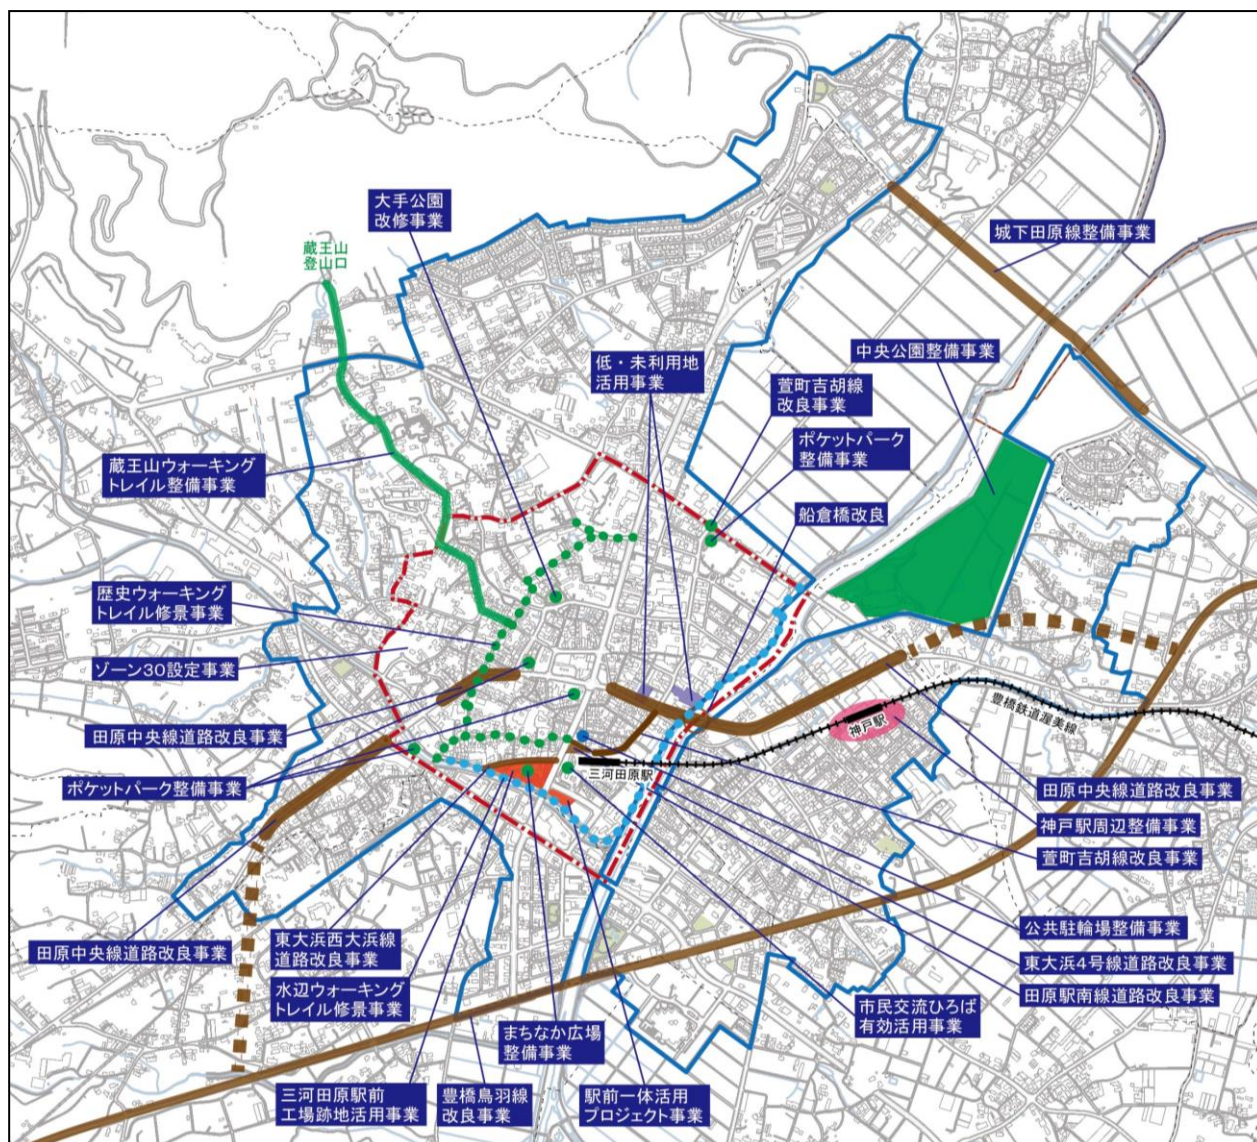 大手公園
改修事業
蔵王山
登山口
城下田原線整備事業
低・未利用地
活用事業
中央公園整備事業
萱町吉胡線
改良事業
ポケットパーク
整備事業
蔵王山ウォーキング
トレイル整備事業
船倉橋改良
歴史ウォーキング
トレイル修景事業
ゾーン30設定事業
田原中央線道路改良事業
ポケットパーク整備事業
神戸駅
豊橋鉄道渥美線
三河田原駅
田原中央線道路改良事業
神戸駅周辺整備事業
萱町吉胡線改良事業
公共駐輪場整備事業
東大浜4号線道路改良事業
田原駅南線道路改良事業
田原中央線道路改良事業
東大浜西大浜線
道路改良事業
水辺ウォーキング
トレイル修景事業
市民交流ひろば
有効活用事業
まちなか広場
整備事業
三河田原駅前
工場跡地活用事業
豊橋鳥羽線
改良事業
駅前一体活用
プロジェクト事業